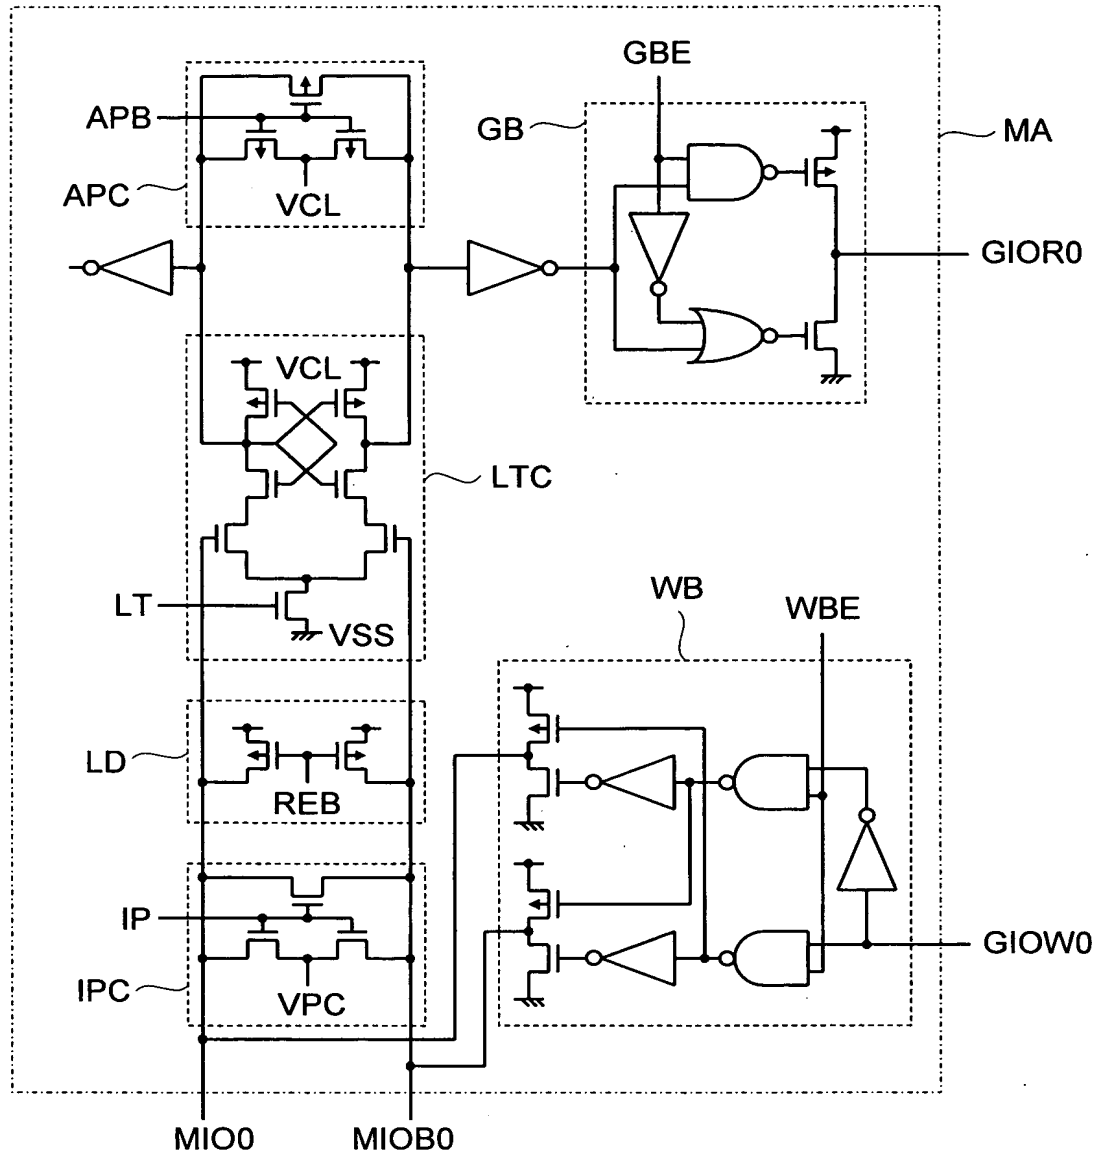 GBE
APB
GB
MA
APC
VCL
GIOR0
VCL
LTC
LT
VSS
WB
WBE
LD
REB
IP
GIOW0
IPC
VPC
MIO0
MIOB0